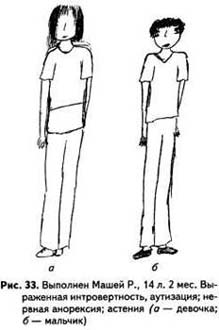 а
б
Рис. 33. Выполнен Машей Р., 14 л. 2 мес. Вы-
раженная интровертность, аутизация; не-
рвная анорексия; астения (а — девочка;
б — мальчик)